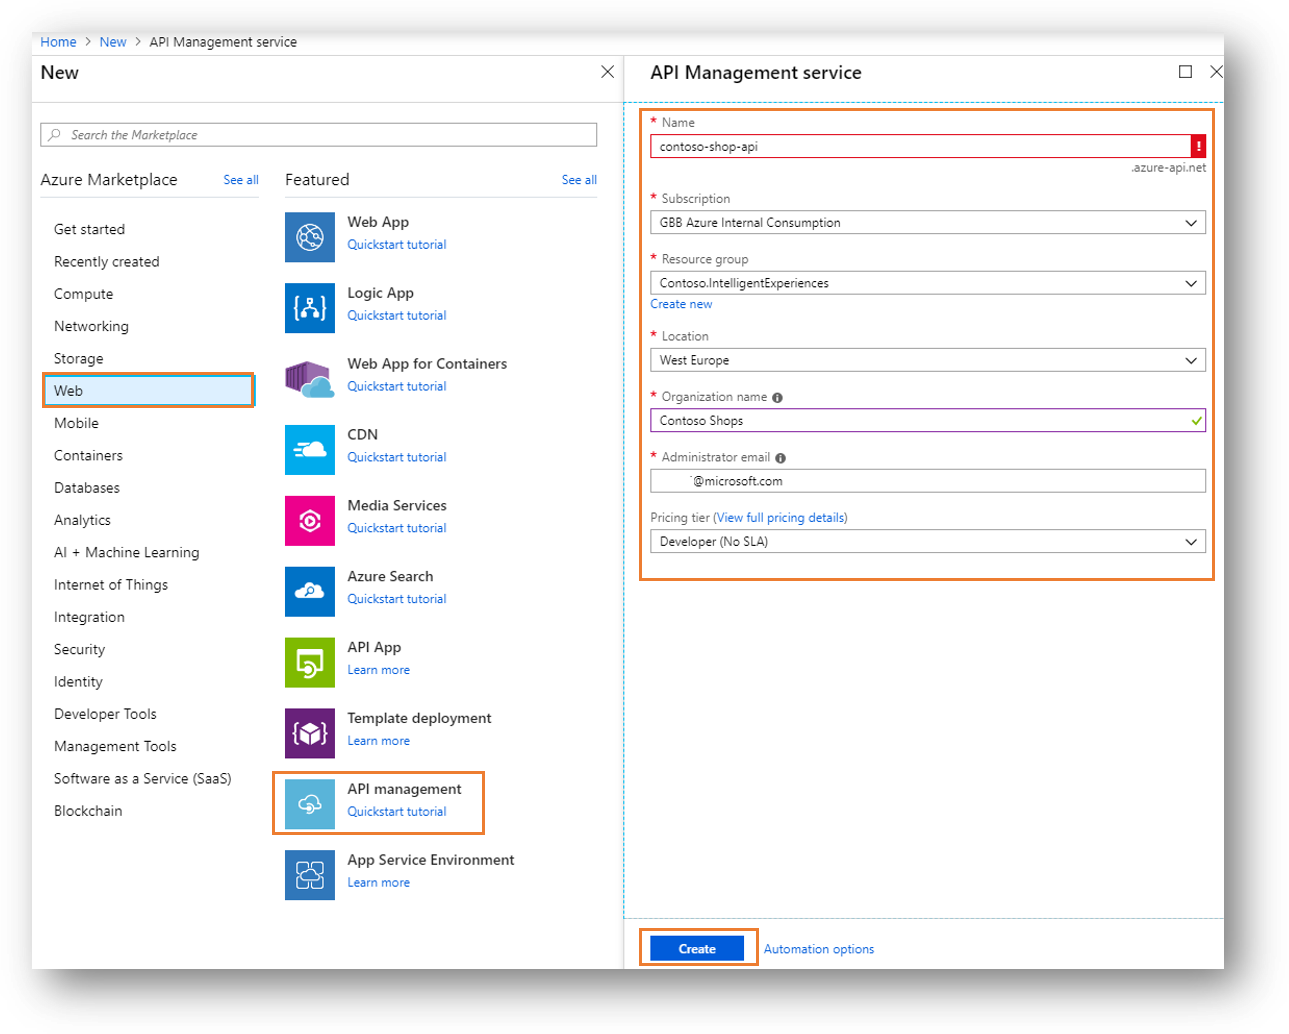 Home > New > API Management service
New
Search the Marketplace
Azure Marketplace
See all
Get started
Recently created
Compute
Networking
Storage
Web
Mobile
Containers
Databases
Analytics
AI + Machine Learning
Internet of Things
Integration
Security
Identity
Developer Tools
Management Tools
Software as a Service (SaaS)
Blockchain
Featured
See all
Web App
Quickstart tutorial
Logic App
Quickstart tutorial
Web App for Containers
Quickstart tutorial
CDN
Quickstart tutorial
Media Services
Quickstart tutorial
Azure Search
Quickstart tutorial
API App
Learn more
Template deployment
Learn more
API management
Quickstart tutorial
App Service Environment
Learn more
API Management service
* Name
contoso-shop-api
.azure-api.net
* Subscription
GBB Azure Internal Consumption
* Resource group
Contoso.IntelligentExperiences
Create new
* Location
West Europe
* Organization name
Contoso Shops
* Administrator email
@microsoft.com
Pricing tier (View full pricing details)
Developer (No SLA)
Create
Automation options